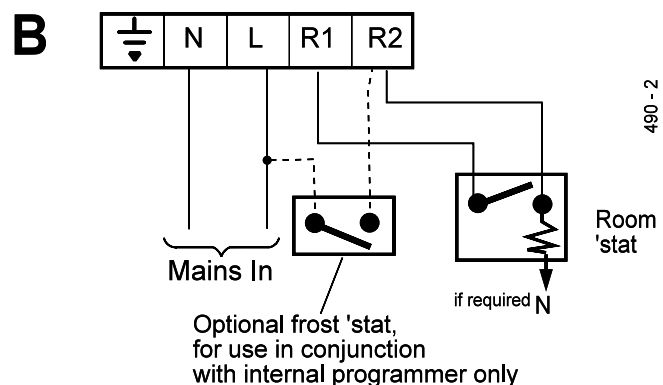 B
N L R1 R2
490 - 2
Room
'stat
Mains In
if required N
Optional frost 'stat,
for use in conjunction
with internal programmer only